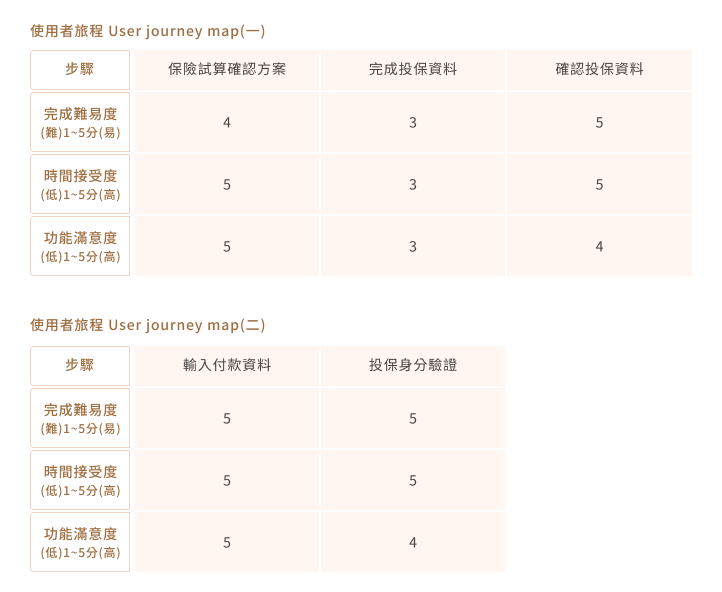 使用者旅程 User journey map(一)
步驟 保險試算確認方案 完成投保資料 確認投保資料
完成難易度
(難)1~5分(易)
4 3 5
時間接受度
(低)1~5分(高)
5 3 5
功能滿意度
(低)1~5分(高)
5 3 4
使用者旅程 User journey map(二)
步驟 輸入付款資料 投保身分驗證
完成難易度
(難)1~5分(易)
5 5
時間接受度
(低)1~5分(高)
5 5
功能滿意度
(低)1~5分(高)
5 4